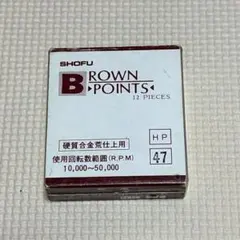 SHOFU
BROWN
POINTS
12 PIECES
硬質合金荒仕上用
使用回転数範囲(R.P.M)
10,000~50,000
HP
47